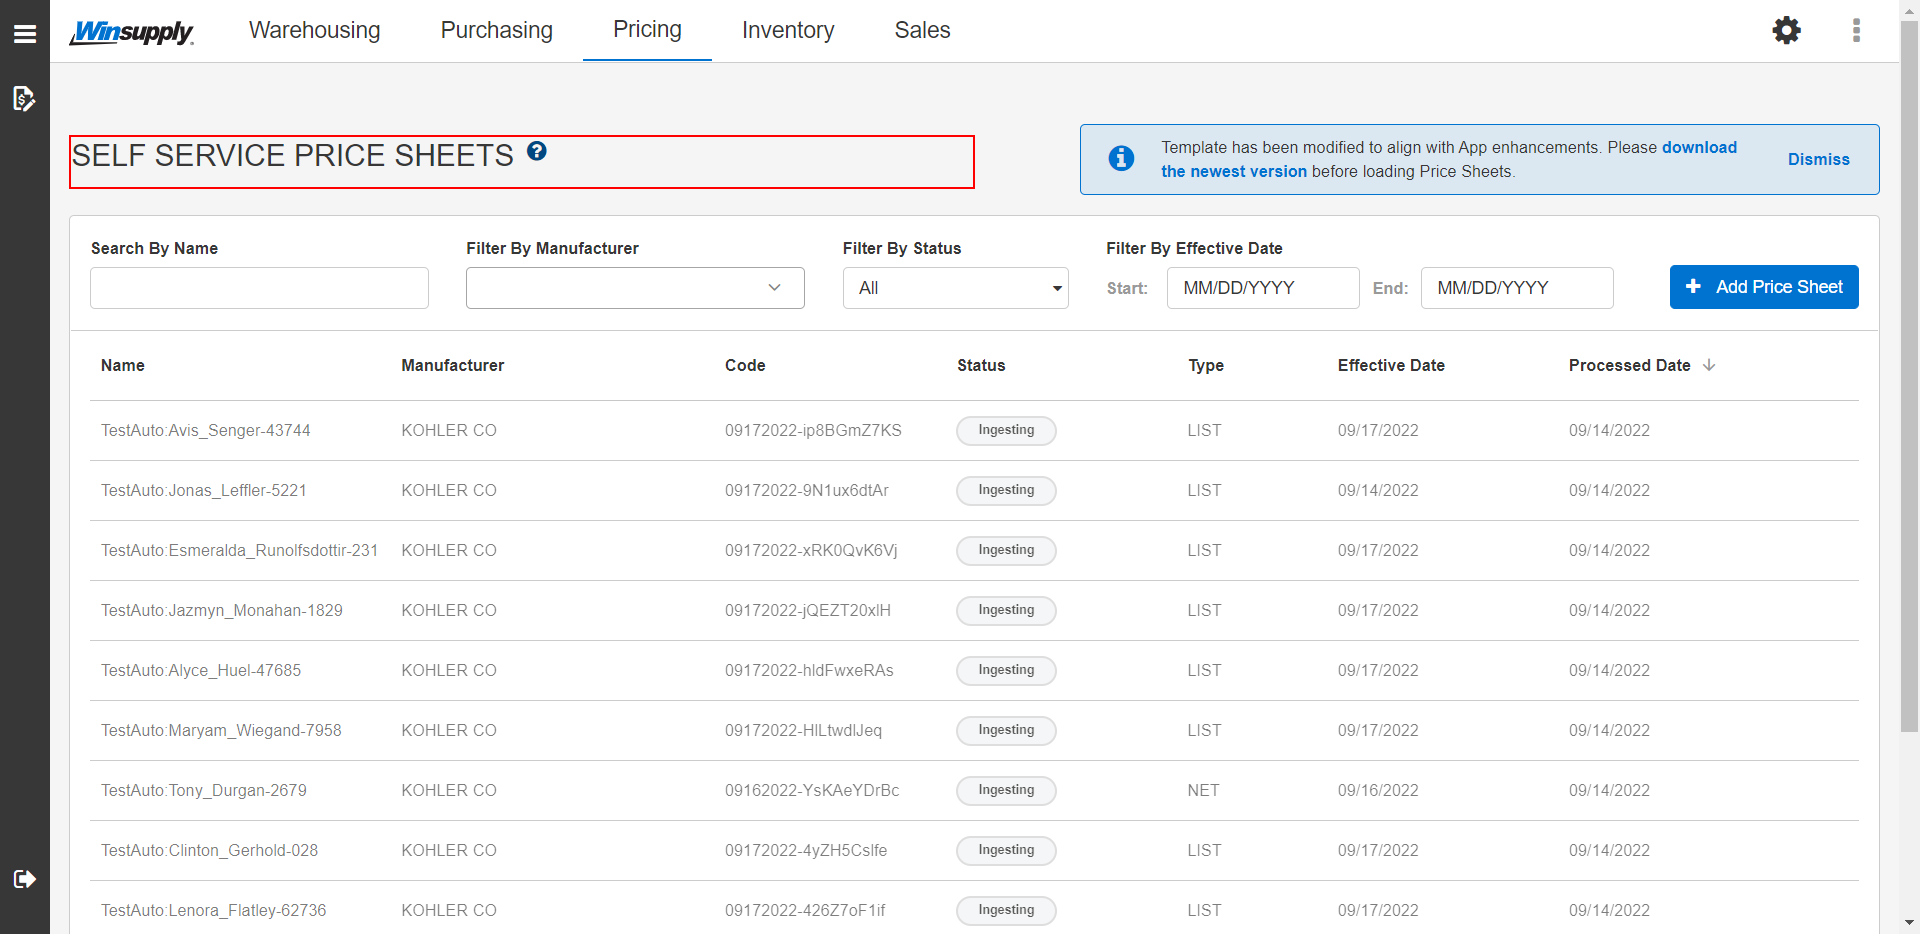 Winsupply Warehousing Purchasing Pricing Inventory Sales
SELF SERVICE PRICE SHEETS
Template has been modified to align with App enhancements. Please download
the newest version before loading Price Sheets.
Dismiss
Search By Name Filter By Manufacturer Filter By Status Filter By Effective Date
All Start: MM/DD/YYYY End: MM/DD/YYYY Add Price Sheet
Name Manufacturer Code Status Type Effective Date Processed Date
TestAuto:Avis_Senger-43744 KOHLER CO 09172022-ip8BGmZ7KS Ingesting LIST 09/17/2022 09/14/2022
TestAuto:Jonas_Leffler-5221 KOHLER CO 09172022-9N1ux6dtAr Ingesting LIST 09/14/2022 09/14/2022
TestAuto:Esmeralda_Runolfsdottir-231 KOHLER CO 09172022-xRK0QvK6Vj Ingesting LIST 09/17/2022 09/14/2022
TestAuto:Jazmyn_Monahan-1829 KOHLER CO 09172022-jQEZT20xlH Ingesting LIST 09/17/2022 09/14/2022
TestAuto:Alyce_Huel-47685 KOHLER CO 09172022-hldFwxeRAs Ingesting LIST 09/17/2022 09/14/2022
TestAuto:Maryam_Wiegand-7958 KOHLER CO 09172022-HILtwdlJeq Ingesting LIST 09/17/2022 09/14/2022
TestAuto:Tony_Durgan-2679 KOHLER CO 09162022-YsKAeYDrBc Ingesting NET 09/16/2022 09/14/2022
TestAuto:Clinton_Gerhold-028 KOHLER CO 09172022-4yZH5Cslfe Ingesting LIST 09/17/2022 09/14/2022
TestAuto:Lenora_Flatley-62736 KOHLER CO 09172022-426Z7oF1if Ingesting LIST 09/17/2022 09/14/2022